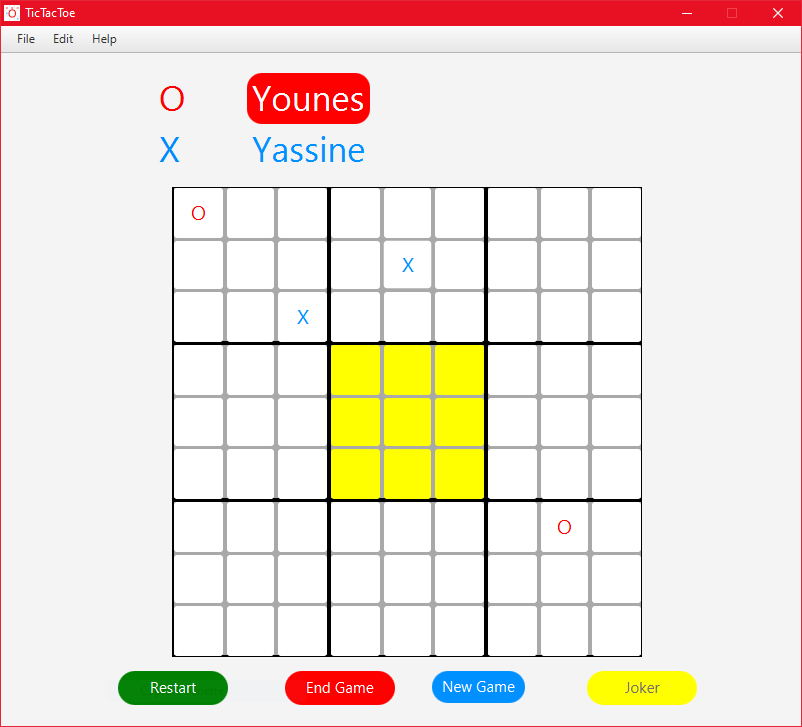 TicTacToe
File Edit Help
O Younes
X Yassine
O
X
X
O
Restart End Game New Game Joker